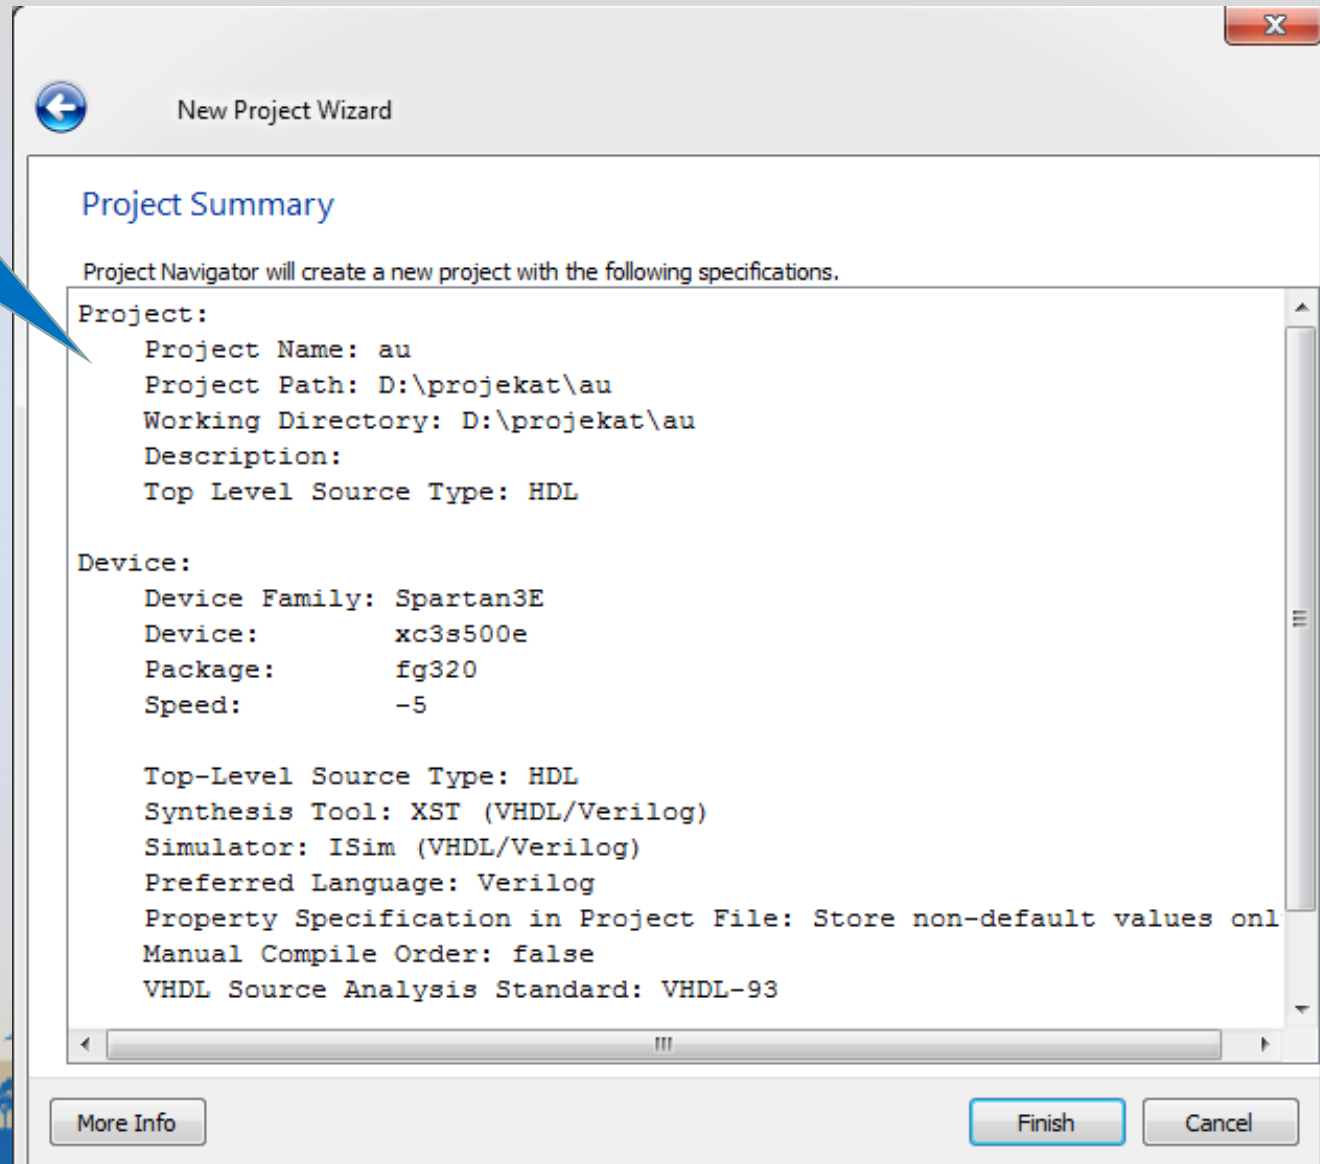 New Project Wizard
Project Summary
Project Navigator will create a new project with the following specifications.
Project:
Project Name: au
Project Path: D:\projekat\au
Working Directory: D:\projekat\au
Description:
Top Level Source Type: HDL
Device:
Device Family: Spartan3E
Device: xc3s500e
Package: fg320
Speed: -5
Top-Level Source Type: HDL
Synthesis Tool: XST (VHDL/Verilog)
Simulator: ISim (VHDL/Verilog)
Preferred Language: Verilog
Property Specification in Project File: Store non-default values onl
Manual Compile Order: false
VHDL Source Analysis Standard: VHDL-93
More Info Finish Cancel